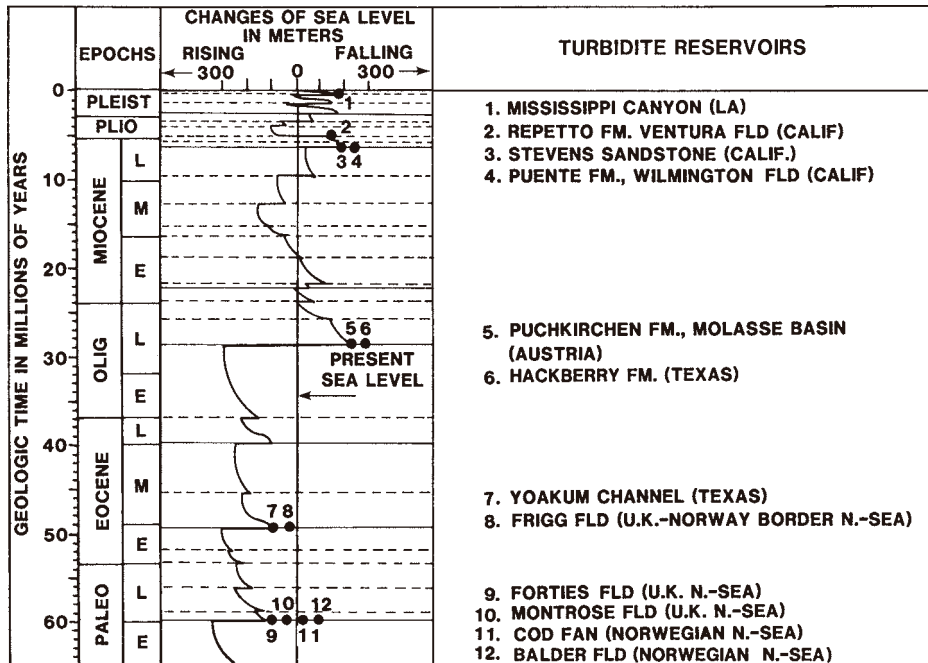 CHANGES OF SEA LEVEL
IN METERS
EPOCHS
RISING
FALLING
300
0
300
TURBIDITE RESERVOIRS
GEOLOGIC TIME IN MILLIONS OF YEARS
0
10
20
30
40
50
60
PLEIST
PLIO
MIOCENE
L
M
E
OLIG
L
E
EOCENE
L
M
E
PALEO
L
E
1
2
3 4
5 6
PRESENT
SEA LEVEL
7 8
10
12
9
11
1. MISSISSIPPI CANYON (LA)
2. REPETTO FM. VENTURA FLD (CALIF)
3. STEVENS SANDSTONE (CALIF.)
4. PUENTE FM., WILMINGTON FLD (CALIF)
5. PUCHKIRCHEN FM., MOLASSE BASIN
(AUSTRIA)
6. HACKBERRY FM. (TEXAS)
7. YOAKUM CHANNEL (TEXAS)
8. FRIGG FLD (U.K.-NORWAY BORDER N.-SEA)
9. FORTIES FLD (U.K. N.-SEA)
10. MONTROSE FLD (U.K. N.-SEA)
11. COD FAN (NORWEGIAN N.-SEA)
12. BALDER FLD (NORWEGIAN N.-SEA)